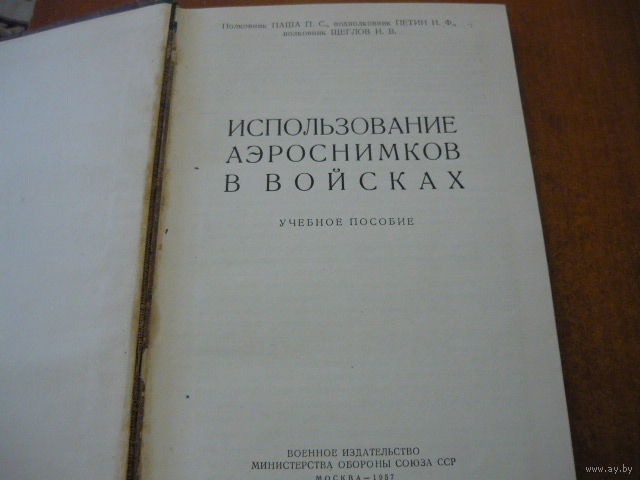 Полковник ПАША П. С., подполковник ПЕТИН Н. Ф.,
полковник ЩЕГЛОВ И. В.
ИСПОЛЬЗОВАНИЕ
АЭРОСНИМКОВ
В ВОЙСКАХ
УЧЕБНОЕ ПОСОБИЕ
ВОЕННОЕ ИЗДАТЕЛЬСТВО
МИНИСТЕРСТВА ОБОРОНЫ СОЮЗА ССР
МОСКВА — 1957
www.ay.by